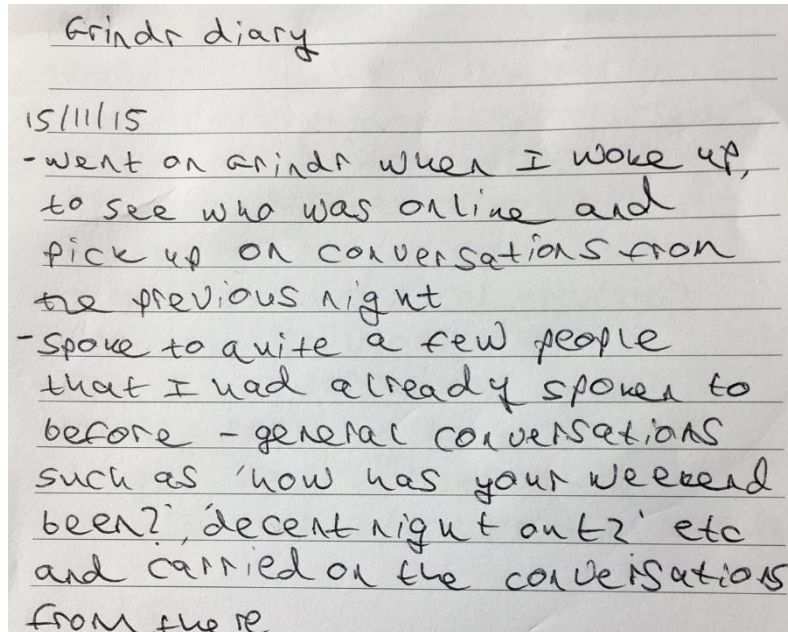 Grindr diary
15/11/15
- went on Grindr when I woke up,
to see who was online and
pick up on conversations from
the previous night
- spoke to quite a few people
that I had already spoken to
before - general conversations
such as 'how has your weekend
been?', 'decent night out?' etc
and carried on the conversations
from there